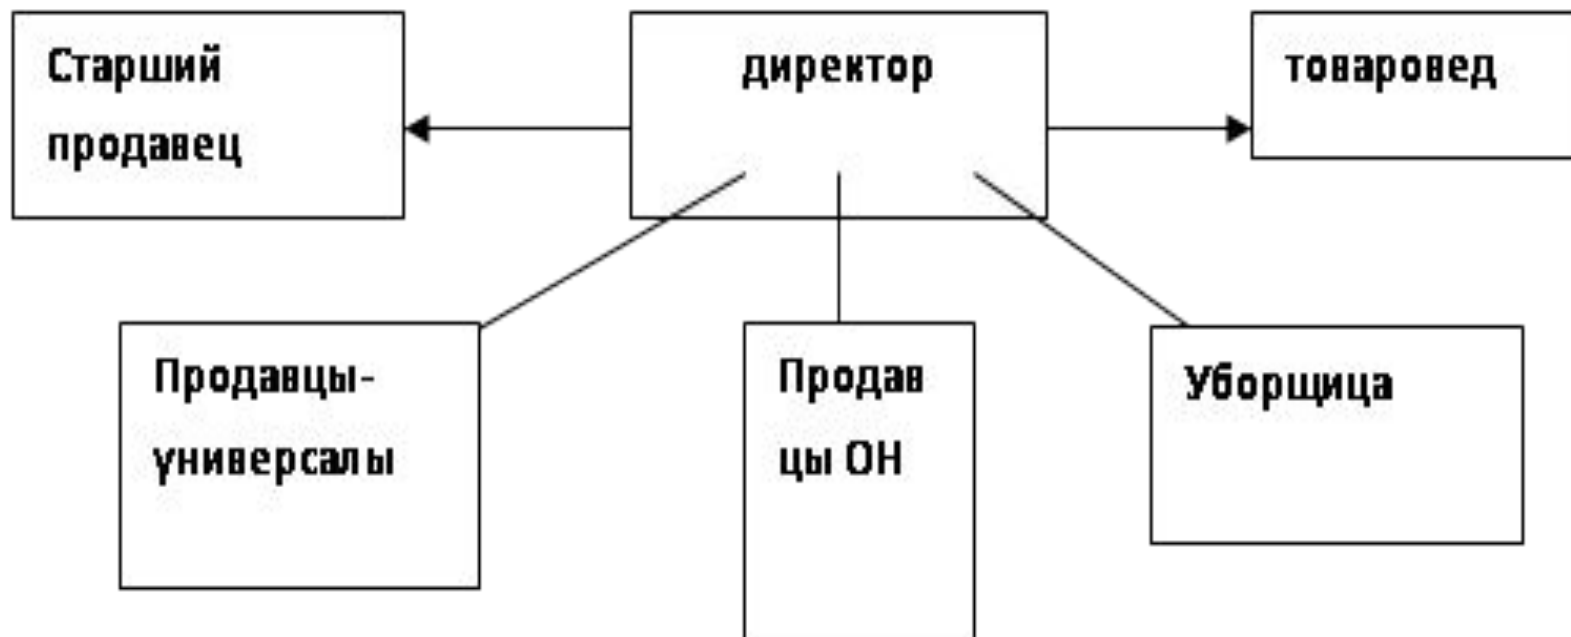 Старший
продавец
директор
товаровед
Продавцы-
универсалы
Продав
цы ОН
Уборщица